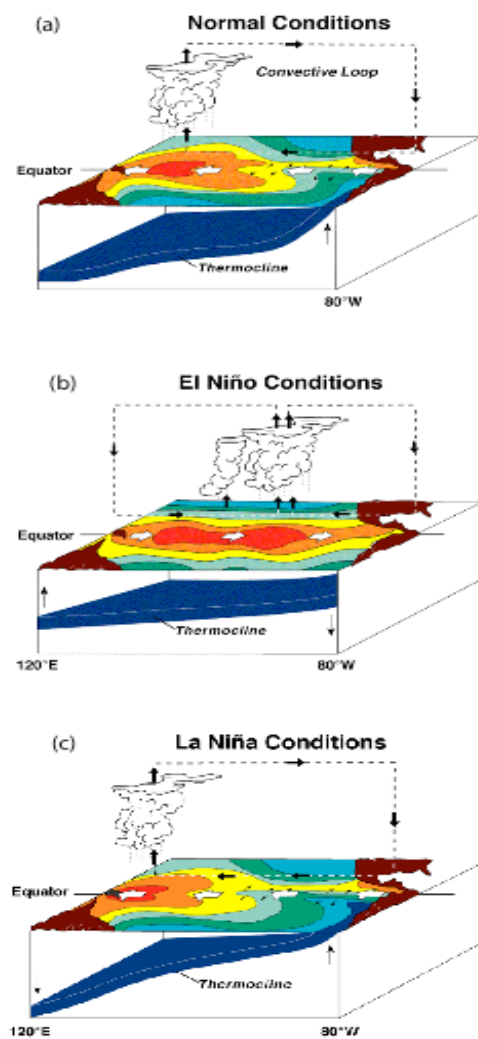 (a) Normal Conditions
Convective Loop
Equator
Thermocline
80°W
(b) El Niño Conditions
Equator
Thermocline
120°E 80°W
(c) La Niña Conditions
Equator
Thermocline
120°E 80°W